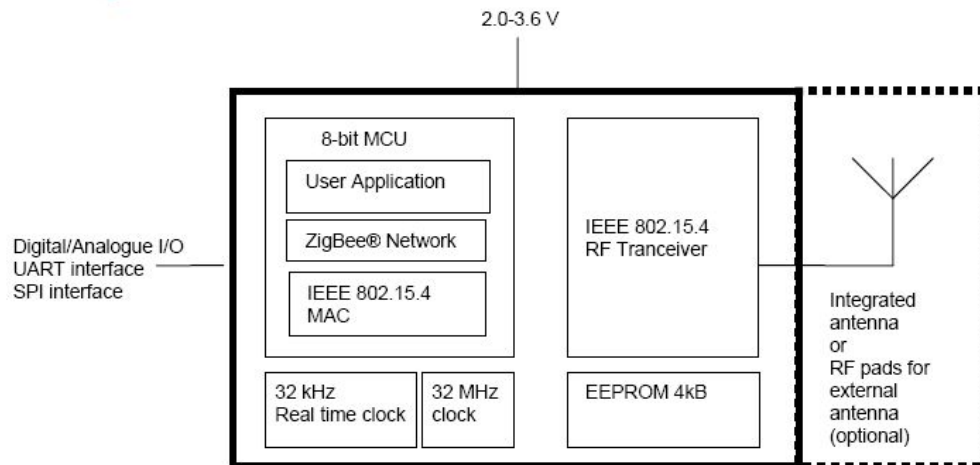 2.0-3.6 V
8-bit MCU
User Application
ZigBee® Network
IEEE 802.15.4
MAC
IEEE 802.15.4
RF Tranceiver
Digital/Analogue I/O
UART interface
SPI interface
32 kHz
Real time clock
32 MHz
clock
EEPROM 4kB
Integrated
antenna
or
RF pads for
external
antenna
(optional)